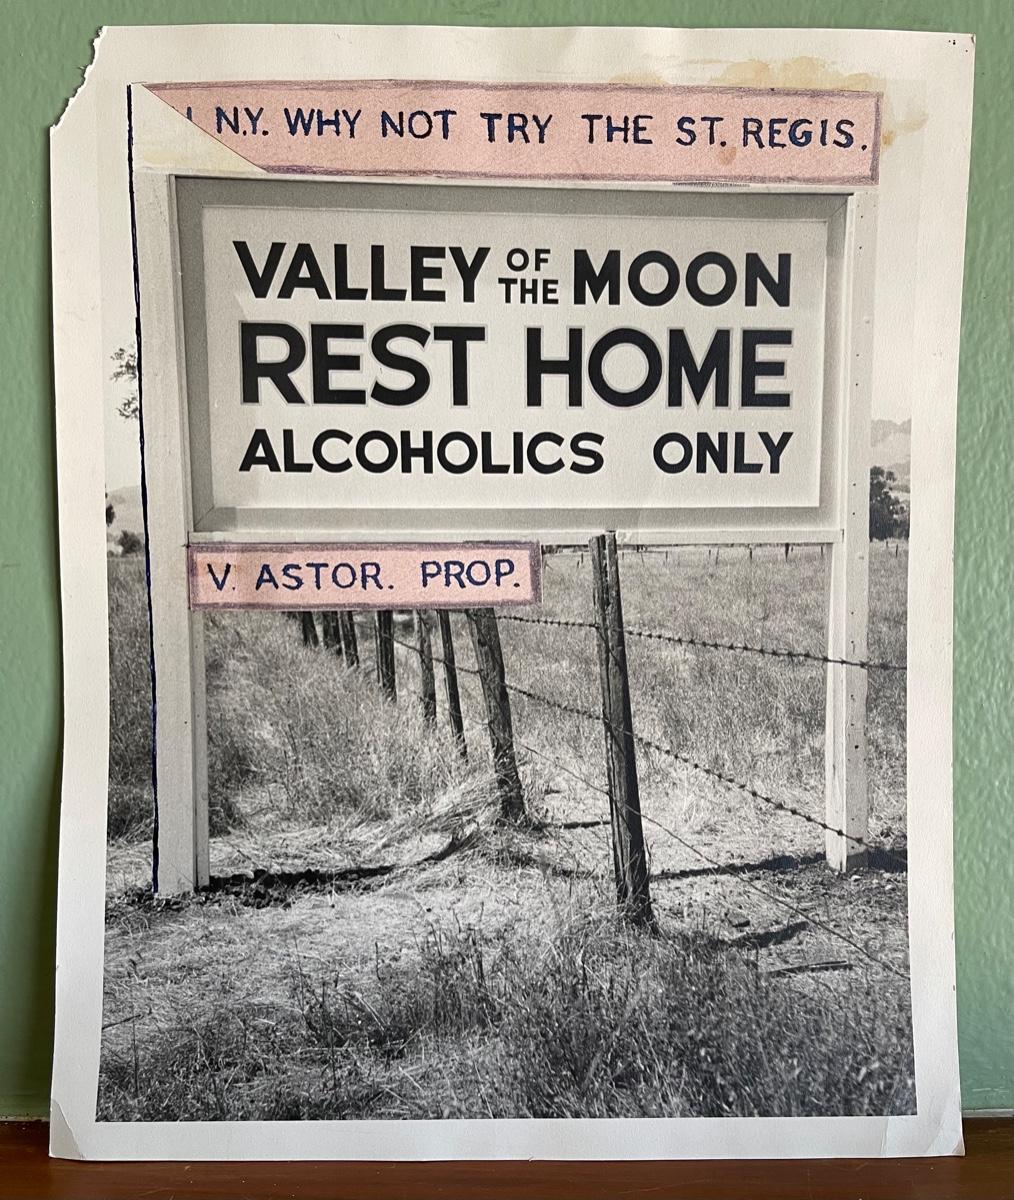 N.Y. WHY NOT TRY THE ST. REGIS.
VALLEY OF THE MOON
REST HOME
ALCOHOLICS ONLY
V. ASTOR. PROP.